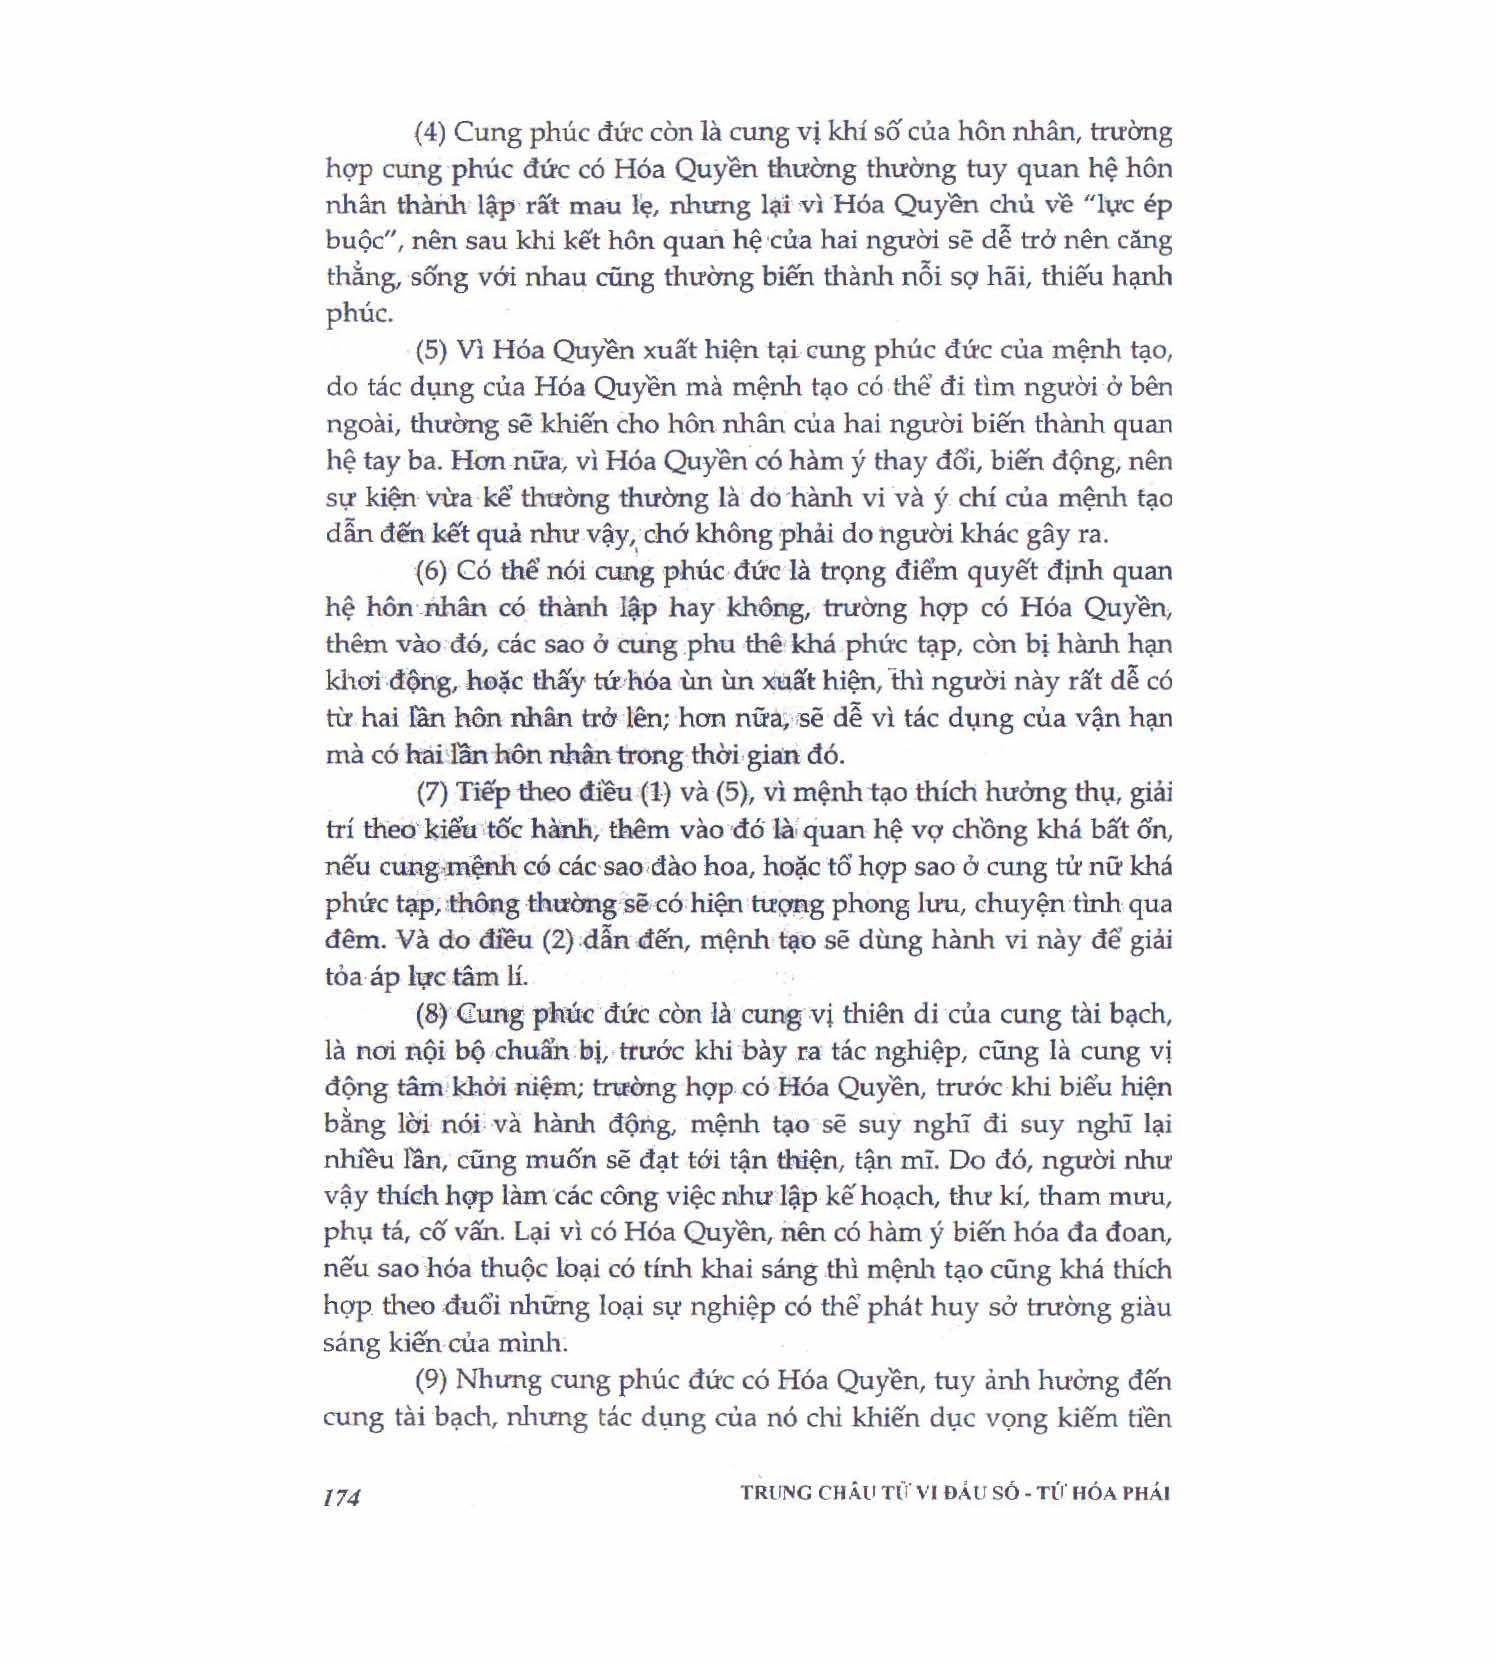 (4) Cung phúc đức còn là cung vị khí số của hôn nhân, trường
hợp cung phúc đức có Hóa Quyền thường thường tuy quan hệ hôn
nhân thành lập rất mau lẹ, nhưng lại vì Hóa Quyền chủ về "lực ép
buộc", nên sau khi kết hôn quan hệ của hai người sẽ dễ trở nên căng
thẳng, sống với nhau cũng thường biến thành nỗi sợ hãi, thiếu hạnh
phúc.
(5) Vì Hóa Quyền xuất hiện tại cung phúc đức của mệnh tạo,
do tác dụng của Hóa Quyền mà mệnh tạo có thể đi tìm người ở bên
ngoài, thường sẽ khiến cho hôn nhân của hai người biến thành quan
hệ tay ba. Hơn nữa, vì Hóa Quyền có hàm ý thay đổi, biến động, nên
sự kiện vừa kể thường thường là do hành vi và ý chí của mệnh tạo
dẫn đến kết quả như vậy, chớ không phải do người khác gây ra.
(6) Có thể nói cung phúc đức là trọng điểm quyết định quan
hệ hôn nhân có thành lập hay không, trường hợp có Hóa Quyền,
thêm vào đó, các sao ở cung phu thê khá phức tạp, còn bị hành hạn
khơi động, hoặc thấy tứ hóa ùn ùn xuất hiện, thì người này rất dễ có
từ hai lần hôn nhân trở lên; hơn nữa, sẽ dễ vì tác dụng của vận hạn
mà có hai lần hôn nhân trong thời gian đó.
(7) Tiếp theo điều (1) và (5), vì mệnh tạo thích hưởng thụ, giải
trí theo kiểu tốc hành, thêm vào đó là quan hệ vợ chồng khá bất ổn,
nếu cung mệnh có các sao đào hoa, hoặc tổ hợp sao ở cung tử nữ khá
phức tạp, thông thường sẽ có hiện tượng phong lưu, chuyện tình qua
đêm. Và do điều (2) dẫn đến, mệnh tạo sẽ dùng hành vi này để giải
tỏa áp lực tâm lí.
(8) Cung phúc đức còn là cung vị thiên di của cung tài bạch,
là nơi nội bộ chuẩn bị, trước khi bày ra tác nghiệp, cũng là cung vị
động tâm khởi niệm; trường hợp có Hóa Quyền, trước khi biểu hiện
bằng lời nói và hành động, mệnh tạo sẽ suy nghĩ đi suy nghĩ lại
nhiều lần, cũng muốn sẽ đạt tới tận thiện, tận mĩ. Do đó, người như
vậy thích hợp làm các công việc như lập kế hoạch, thư kí, tham mưu,
phụ tá, cố vấn. Lại vì có Hóa Quyền, nên có hàm ý biến hóa đa đoan,
nếu sao hóa thuộc loại có tính khai sáng thì mệnh tạo cũng khá thích
hợp theo đuổi những loại sự nghiệp có thể phát huy sở trường giàu
sáng kiến của mình.
(9) Nhưng cung phúc đức có Hóa Quyền, tuy ảnh hưởng đến
cung tài bạch, nhưng tác dụng của nó chỉ khiến dục vọng kiếm tiền
174 TRUNG CHÂU TỬ VI ĐẨU SỐ - TỨ HÓA PHÁI